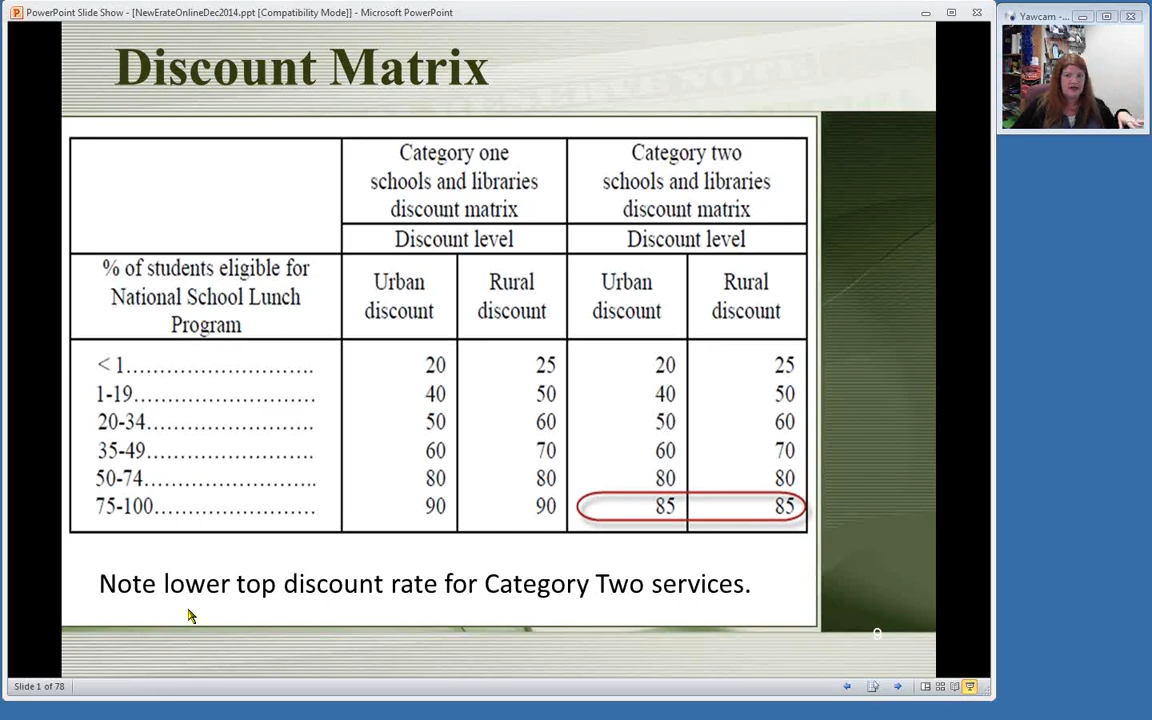 PowerPoint Slide Show - [NewErateOnlineDec2014.ppt [Compatibility Mode]] - Microsoft PowerPoint
Yawcam -...
Discount Matrix
Category one schools and libraries discount matrix
Category two schools and libraries discount matrix
Discount level
Discount level
% of students eligible for National School Lunch Program
Urban discount
Rural discount
Urban discount
Rural discount
< 1............................. 20 25 20 25
1-19............................ 40 50 40 50
20-34........................... 50 60 50 60
35-49........................... 60 70 60 70
50-74........................... 80 80 80 80
75-100.......................... 90 90 85 85
Note lower top discount rate for Category Two services.
9
Slide 1 of 78